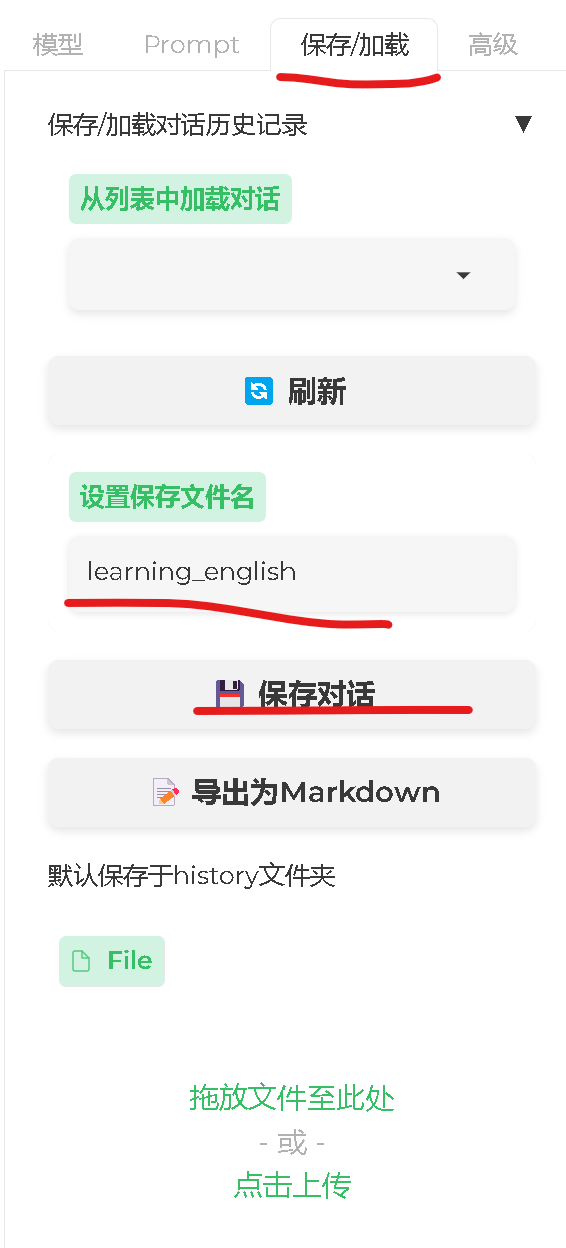 模型 Prompt 保存/加载 高级
保存/加载对话历史记录 ▼
从列表中加载对话
刷新
设置保存文件名
learning_english
保存对话
导出为Markdown
默认保存于history文件夹
File
拖放文件至此处
- 或 -
点击上传